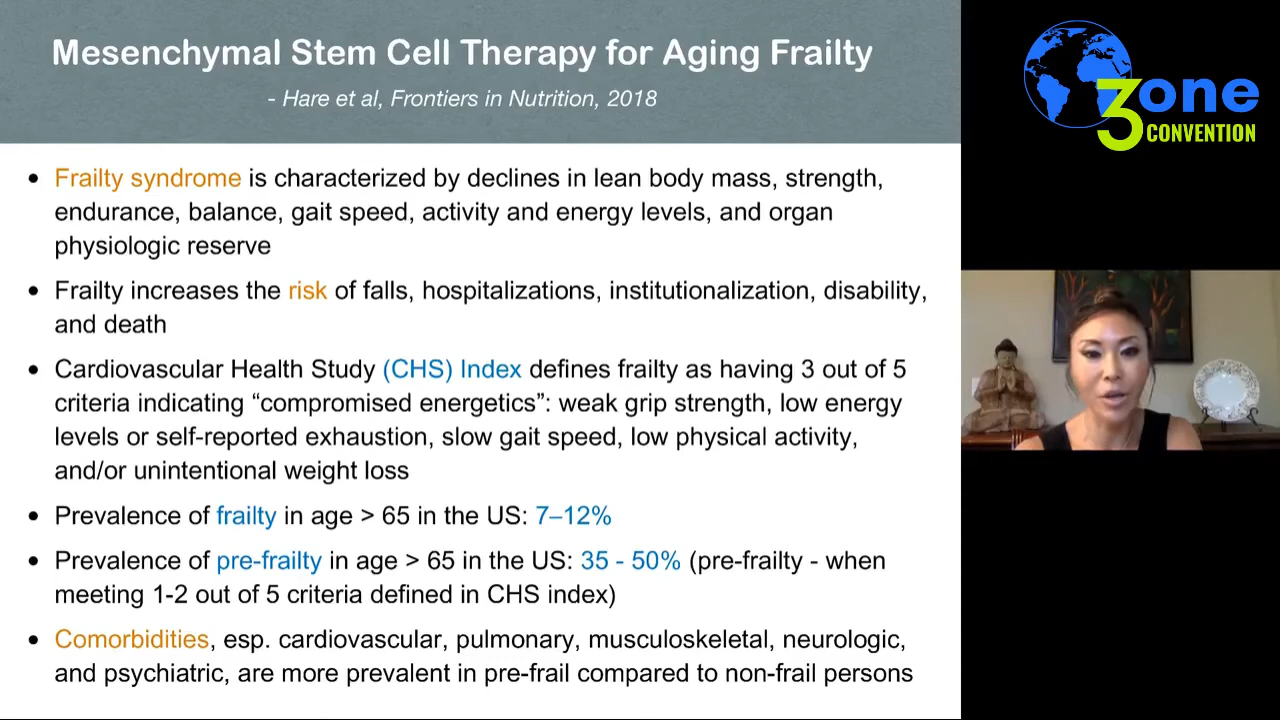 Mesenchymal Stem Cell Therapy for Aging Frailty
- Hare et al, Frontiers in Nutrition, 2018
3one
CONVENTION
• Frailty syndrome is characterized by declines in lean body mass, strength,
endurance, balance, gait speed, activity and energy levels, and organ
physiologic reserve
• Frailty increases the risk of falls, hospitalizations, institutionalization, disability,
and death
• Cardiovascular Health Study (CHS) Index defines frailty as having 3 out of 5
criteria indicating “compromised energetics”: weak grip strength, low energy
levels or self-reported exhaustion, slow gait speed, low physical activity,
and/or unintentional weight loss
• Prevalence of frailty in age > 65 in the US: 7–12%
• Prevalence of pre-frailty in age > 65 in the US: 35 - 50% (pre-frailty - when
meeting 1-2 out of 5 criteria defined in CHS index)
• Comorbidities, esp. cardiovascular, pulmonary, musculoskeletal, neurologic,
and psychiatric, are more prevalent in pre-frail compared to non-frail persons